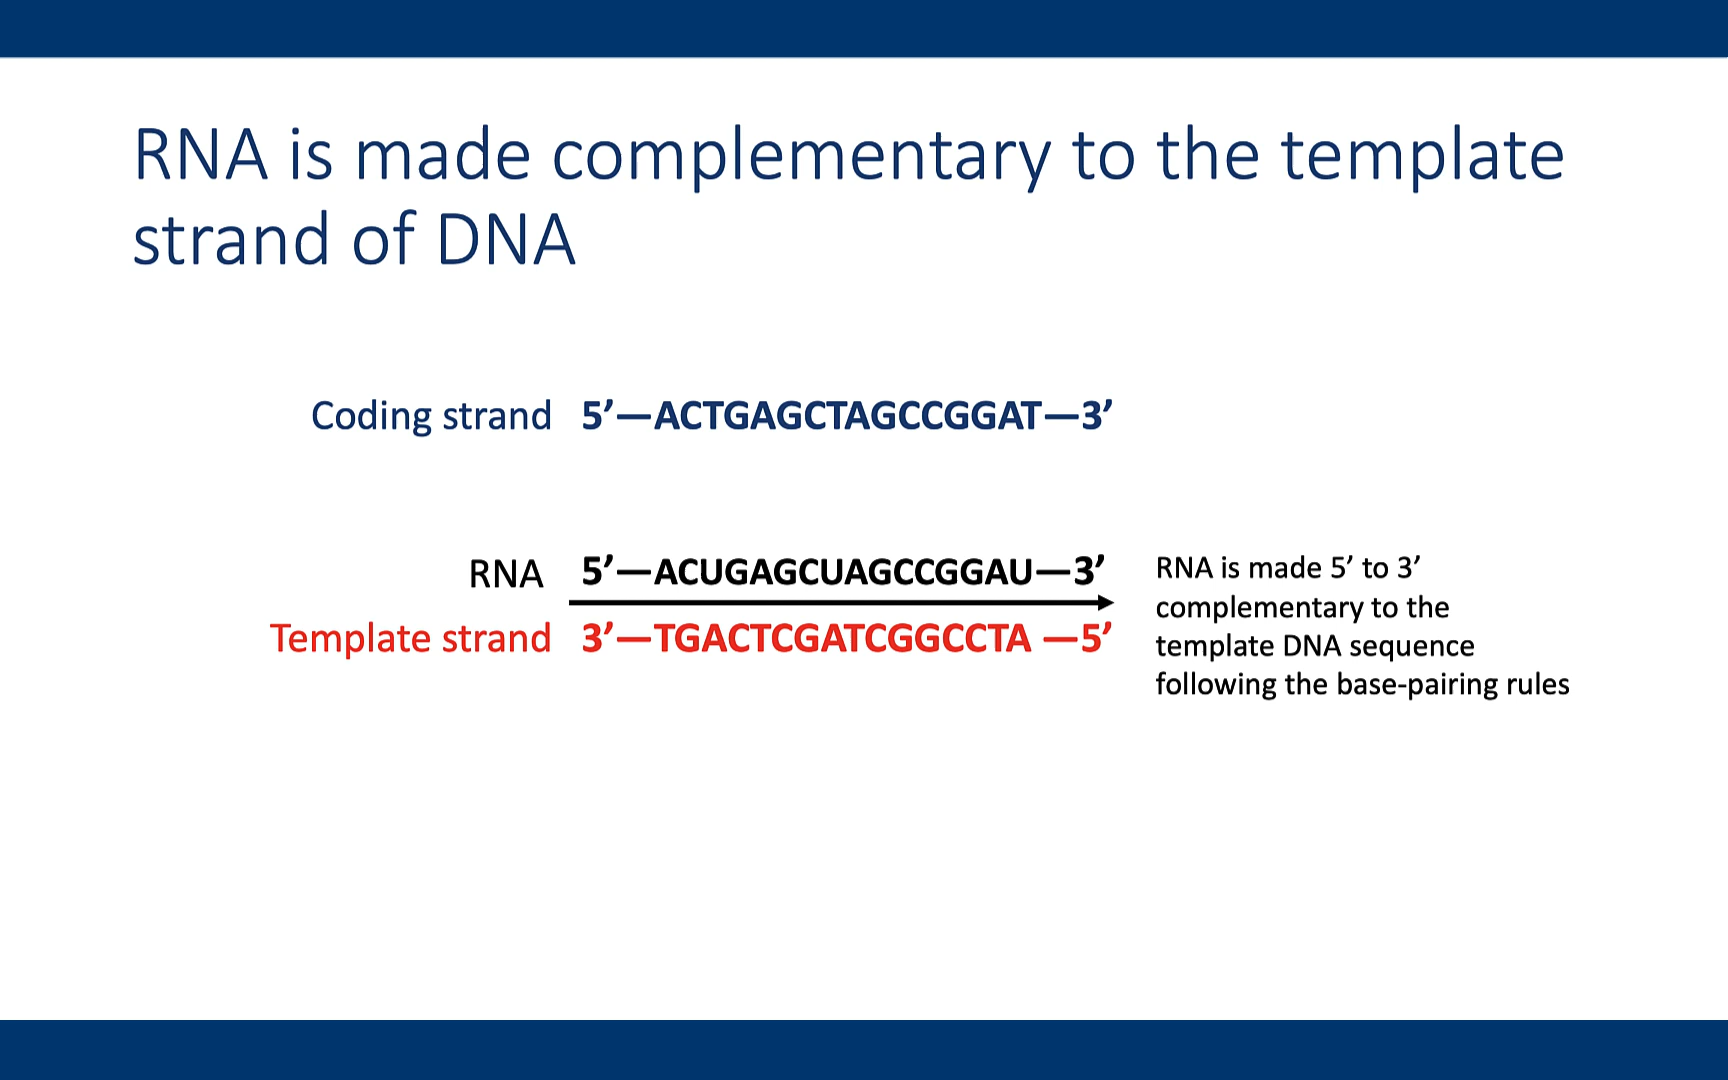 RNA is made complementary to the template
strand of DNA
Coding strand 5’—ACTGAGCTAGCCGGAT—3’
RNA 5’—ACUGAGCUAGCCGGAU—3’
Template strand 3’—TGACTCGATCGGCCTA —5’
RNA is made 5’ to 3’
complementary to the
template DNA sequence
following the base-pairing rules